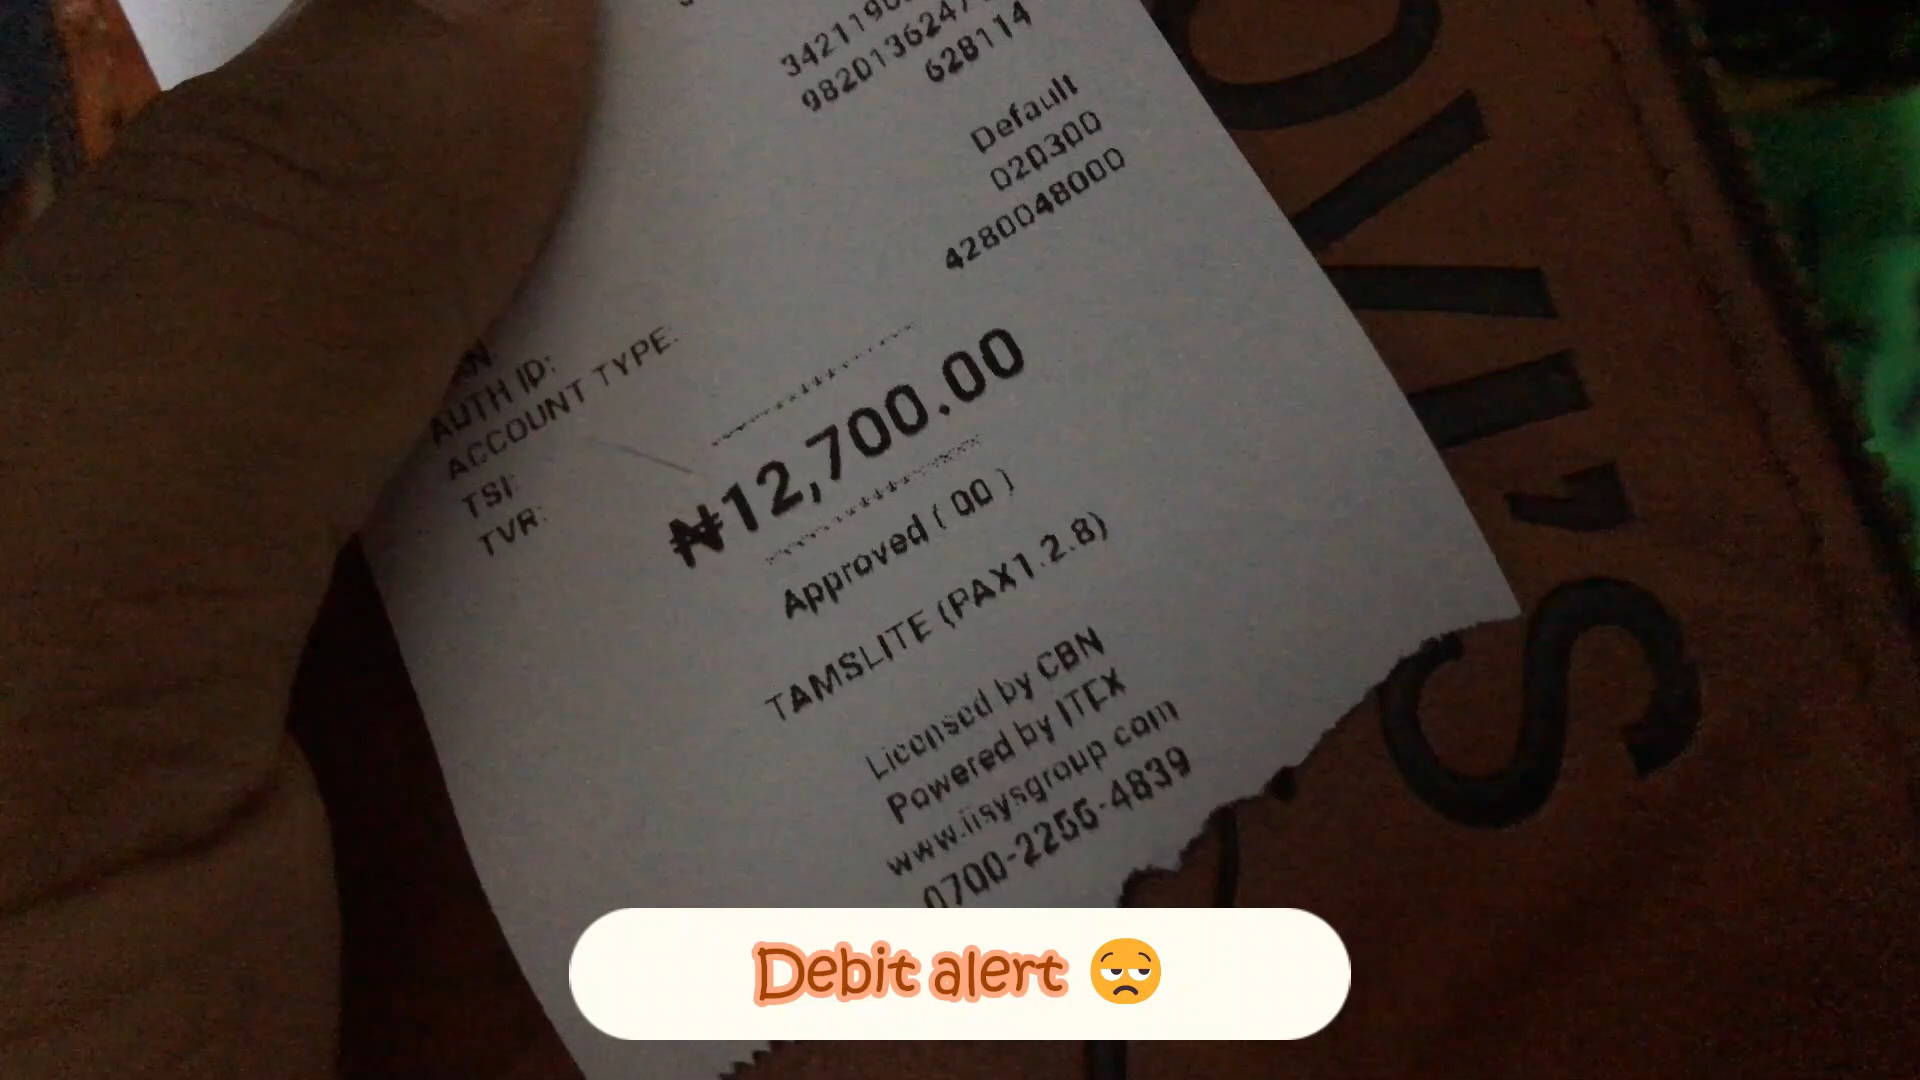 628114
Default
020300
4280048000
AUTH ID:
ACCOUNT TYPE:
TSI:
TVR:
₦12,700.00
Approved ( 00 )
TAMSLITE (PAX1.2.8)
Licensed by CBN
Powered by ITEX
www.iisysgroup.com
0700-2255-4839
Debit alert 😞